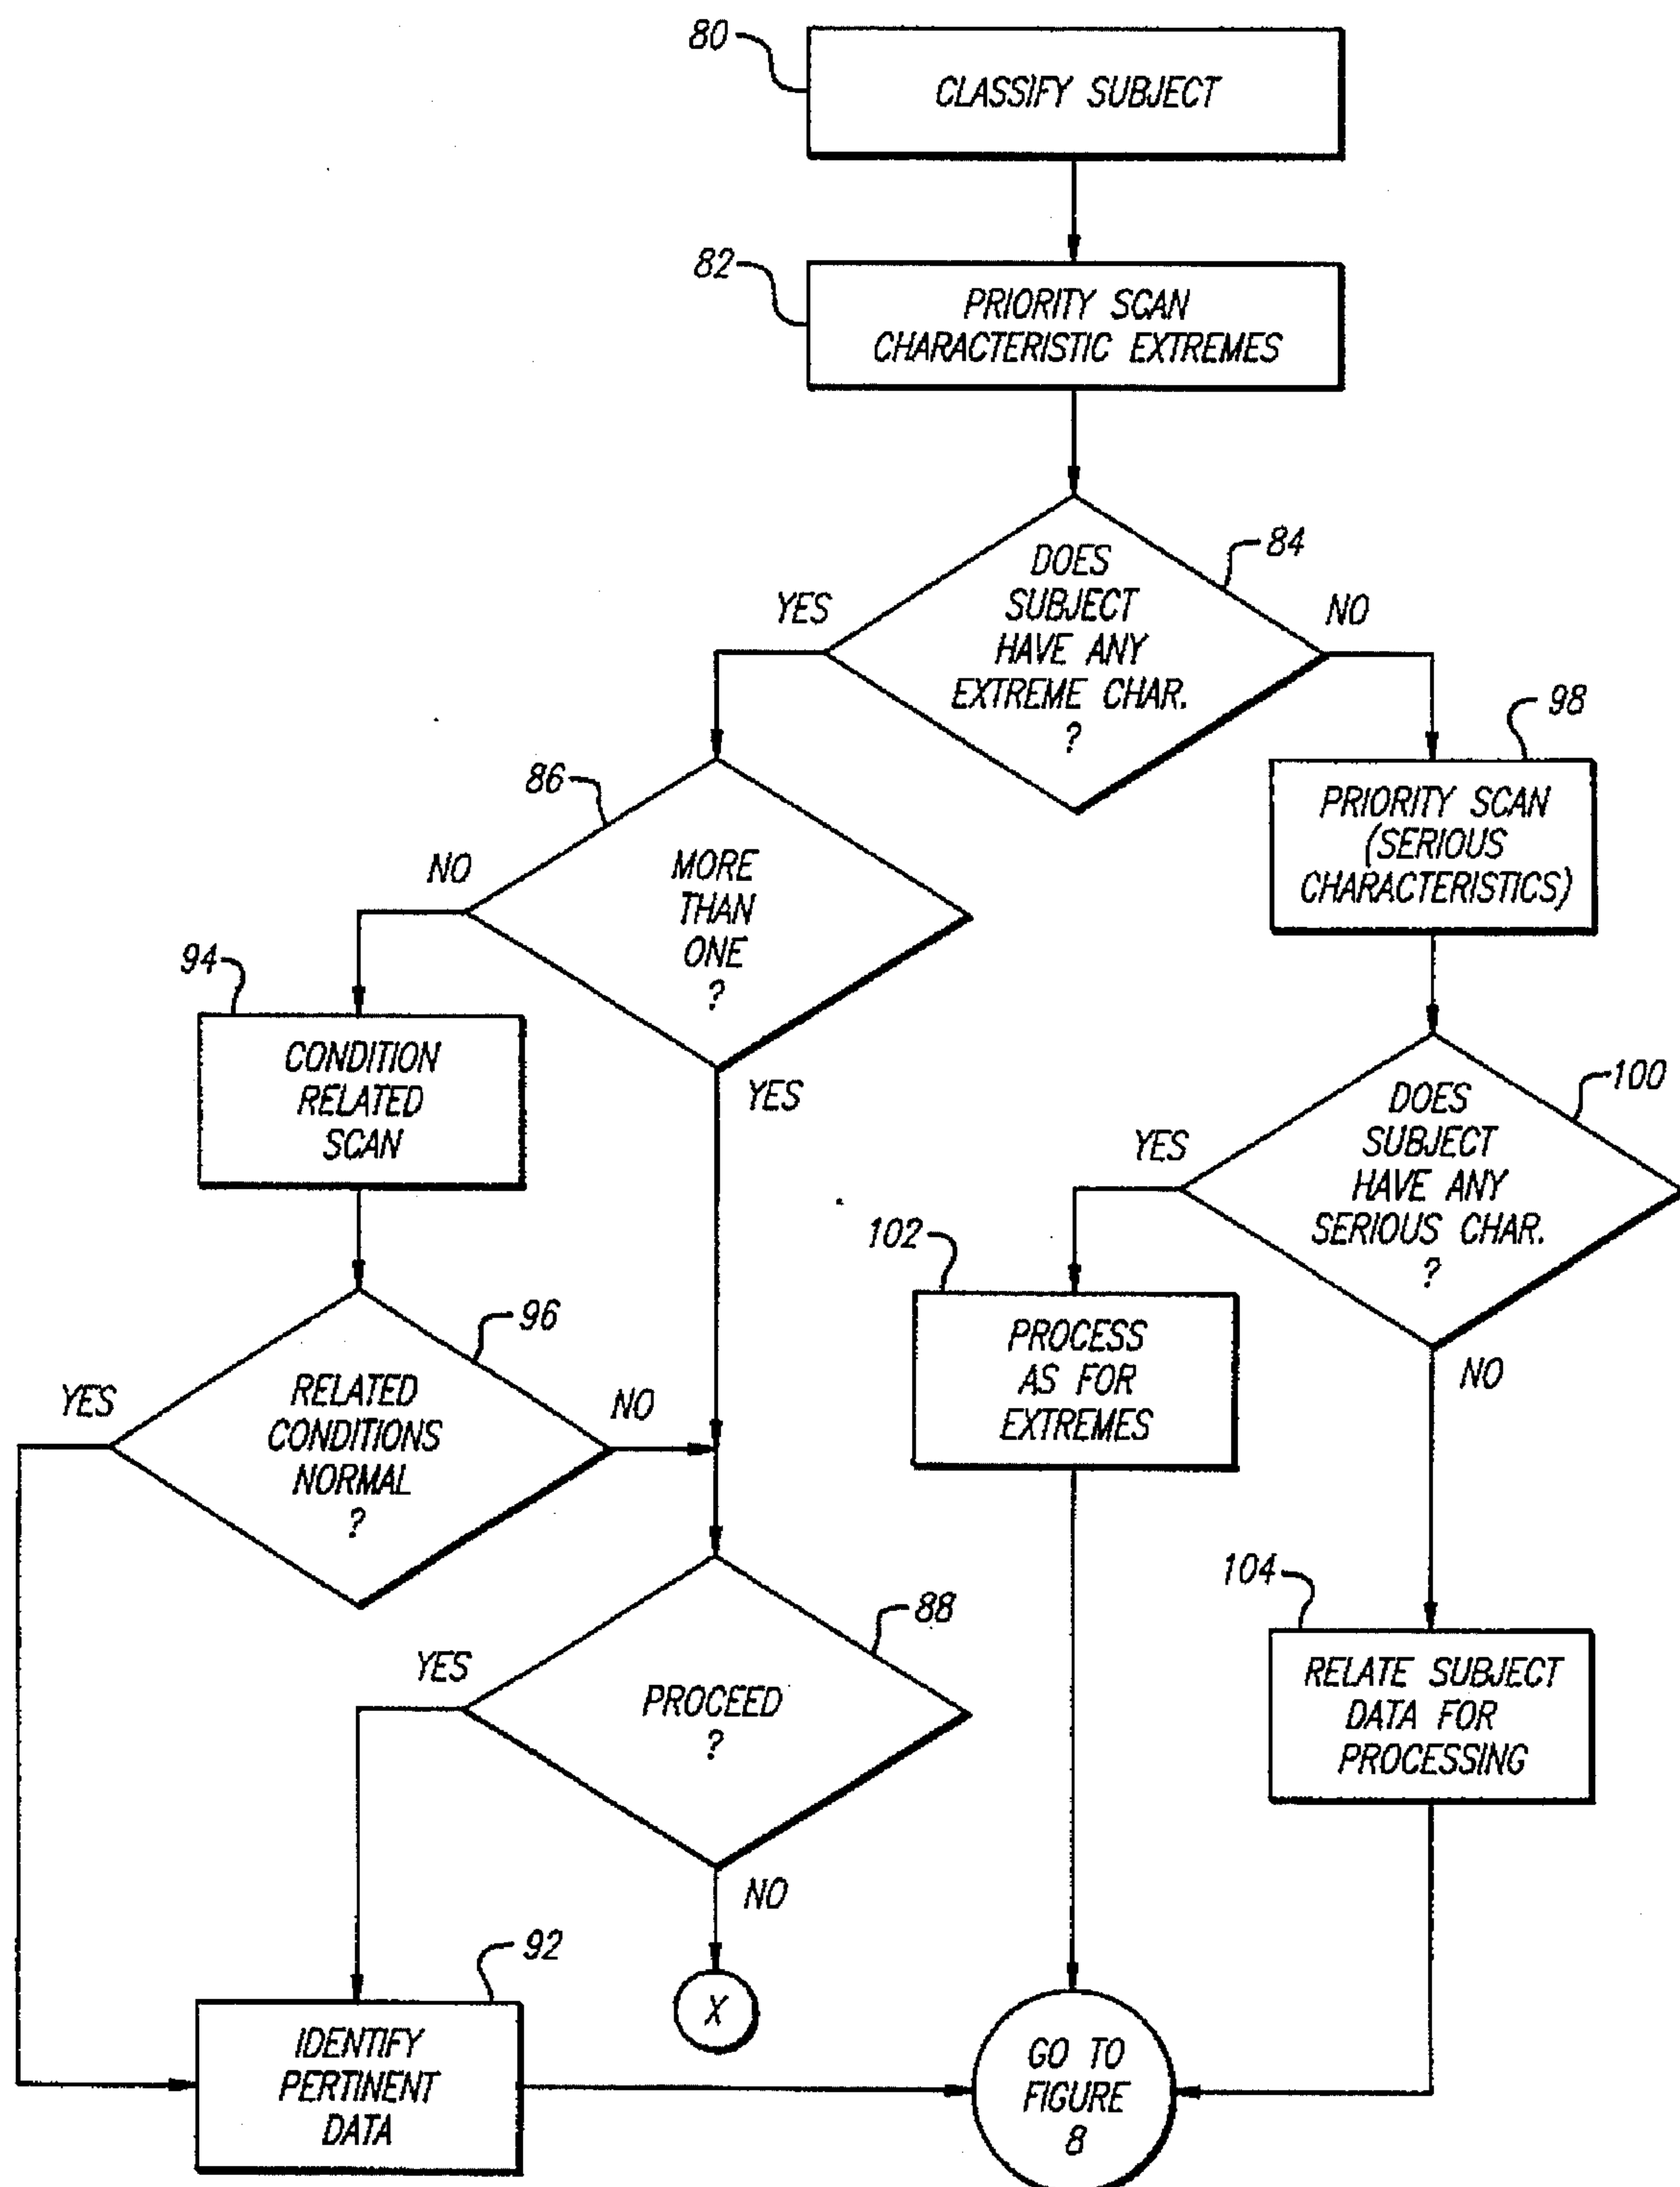 80
CLASSIFY SUBJECT
82
PRIORITY SCAN
CHARACTERISTIC EXTREMES
84
DOES
SUBJECT
HAVE ANY
EXTREME CHAR.
?
YES
NO
86
MORE
THAN
ONE
?
NO
YES
98
PRIORITY SCAN
(SERIOUS
CHARACTERISTICS)
94
CONDITION
RELATED
SCAN
100
DOES
SUBJECT
HAVE ANY
SERIOUS CHAR.
?
YES
NO
102
PROCESS
AS FOR
EXTREMES
96
RELATED
CONDITIONS
NORMAL
?
YES
NO
88
PROCEED
?
YES
NO
104
RELATE SUBJECT
DATA FOR
PROCESSING
92
IDENTIFY
PERTINENT
DATA
X
GO TO
FIGURE
8